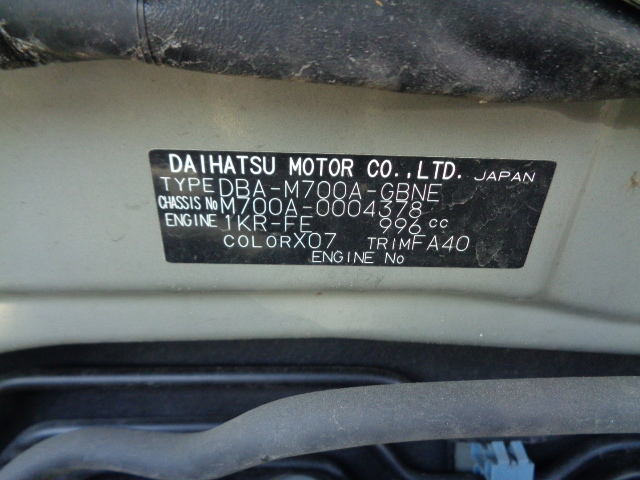 DAIHATSU MOTOR CO.,LTD. JAPAN
TYPE DBA-M700A-GBNE
CHASSIS No M700A-0004378
ENGINE 1KR-FE 996 cc
COLOR X07 TRIM FA40
ENGINE No